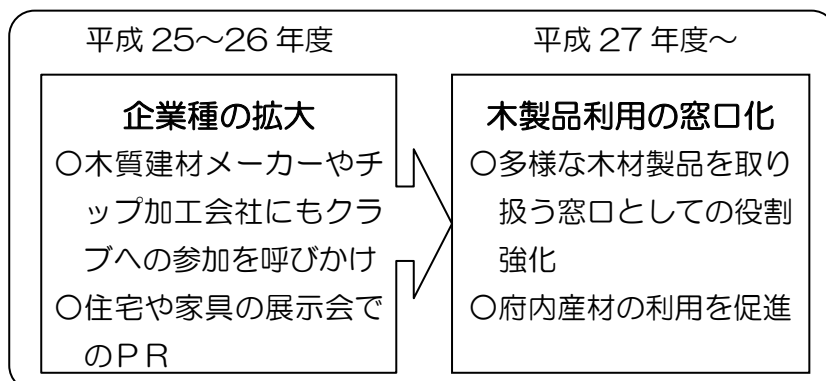 平成 25~26 年度
企業種の拡大
○木質建材メーカーやチ
ップ加工会社にもクラ
ブへの参加を呼びかけ
○住宅や家具の展示会で
のＰＲ
平成 27 年度~
木製品利用の窓口化
○多様な木材製品を取り
扱う窓口としての役割
強化
○府内産材の利用を促進